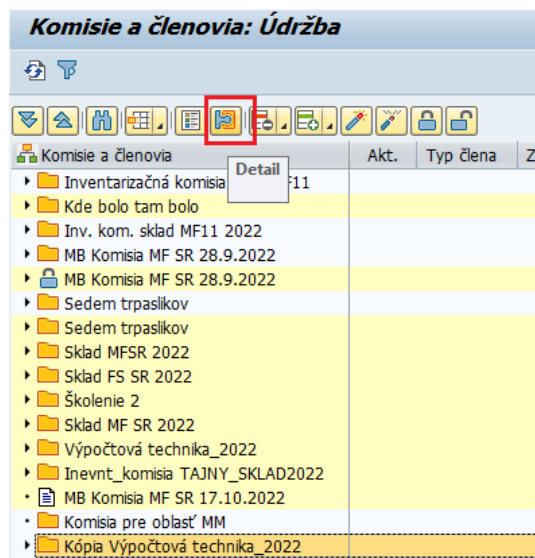 Komisie a členovia: Údržba
Komisie a členovia Akt. Typ člena Z
Detail
Inventarizačná komisia F11
Kde bolo tam bolo
Inv. kom. sklad MF11 2022
MB Komisia MF SR 28.9.2022
MB Komisia MF SR 28.9.2022
Sedem trpaslikov
Sedem trpaslikov
Sklad MFSR 2022
Sklad FS SR 2022
Školenie 2
Sklad MF SR 2022
Výpočtová technika_2022
Inevnt_komisia TAJNY_SKLAD2022
MB Komisia MF SR 17.10.2022
Komisia pre oblasť MM
Kópia Výpočtová technika_2022